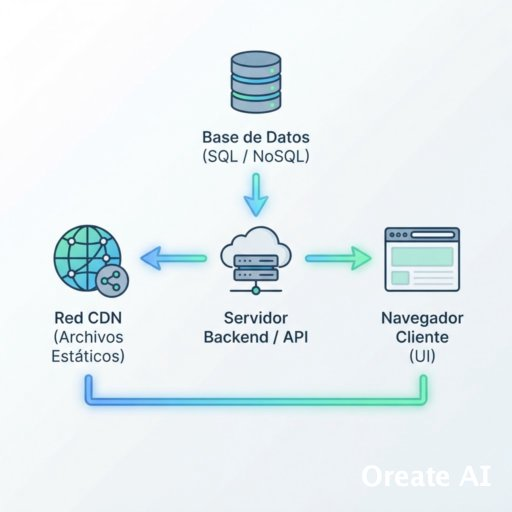 Base de Datos
(SQL / NoSQL)
Red CDN
(Archivos
Estáticos)
Servidor
Backend / API
Navegador
Cliente
(UI)
Oreate AI